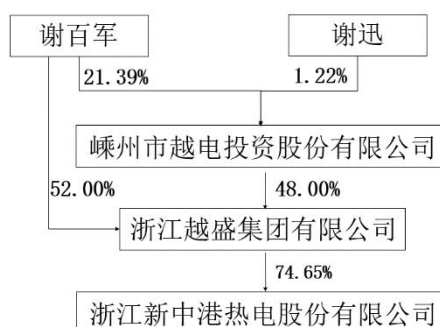 谢百军
谢迅
21.39%
1.22%
嵊州市越电投资股份有限公司
52.00%
48.00%
浙江越盛集团有限公司
74.65%
浙江新中港热电股份有限公司